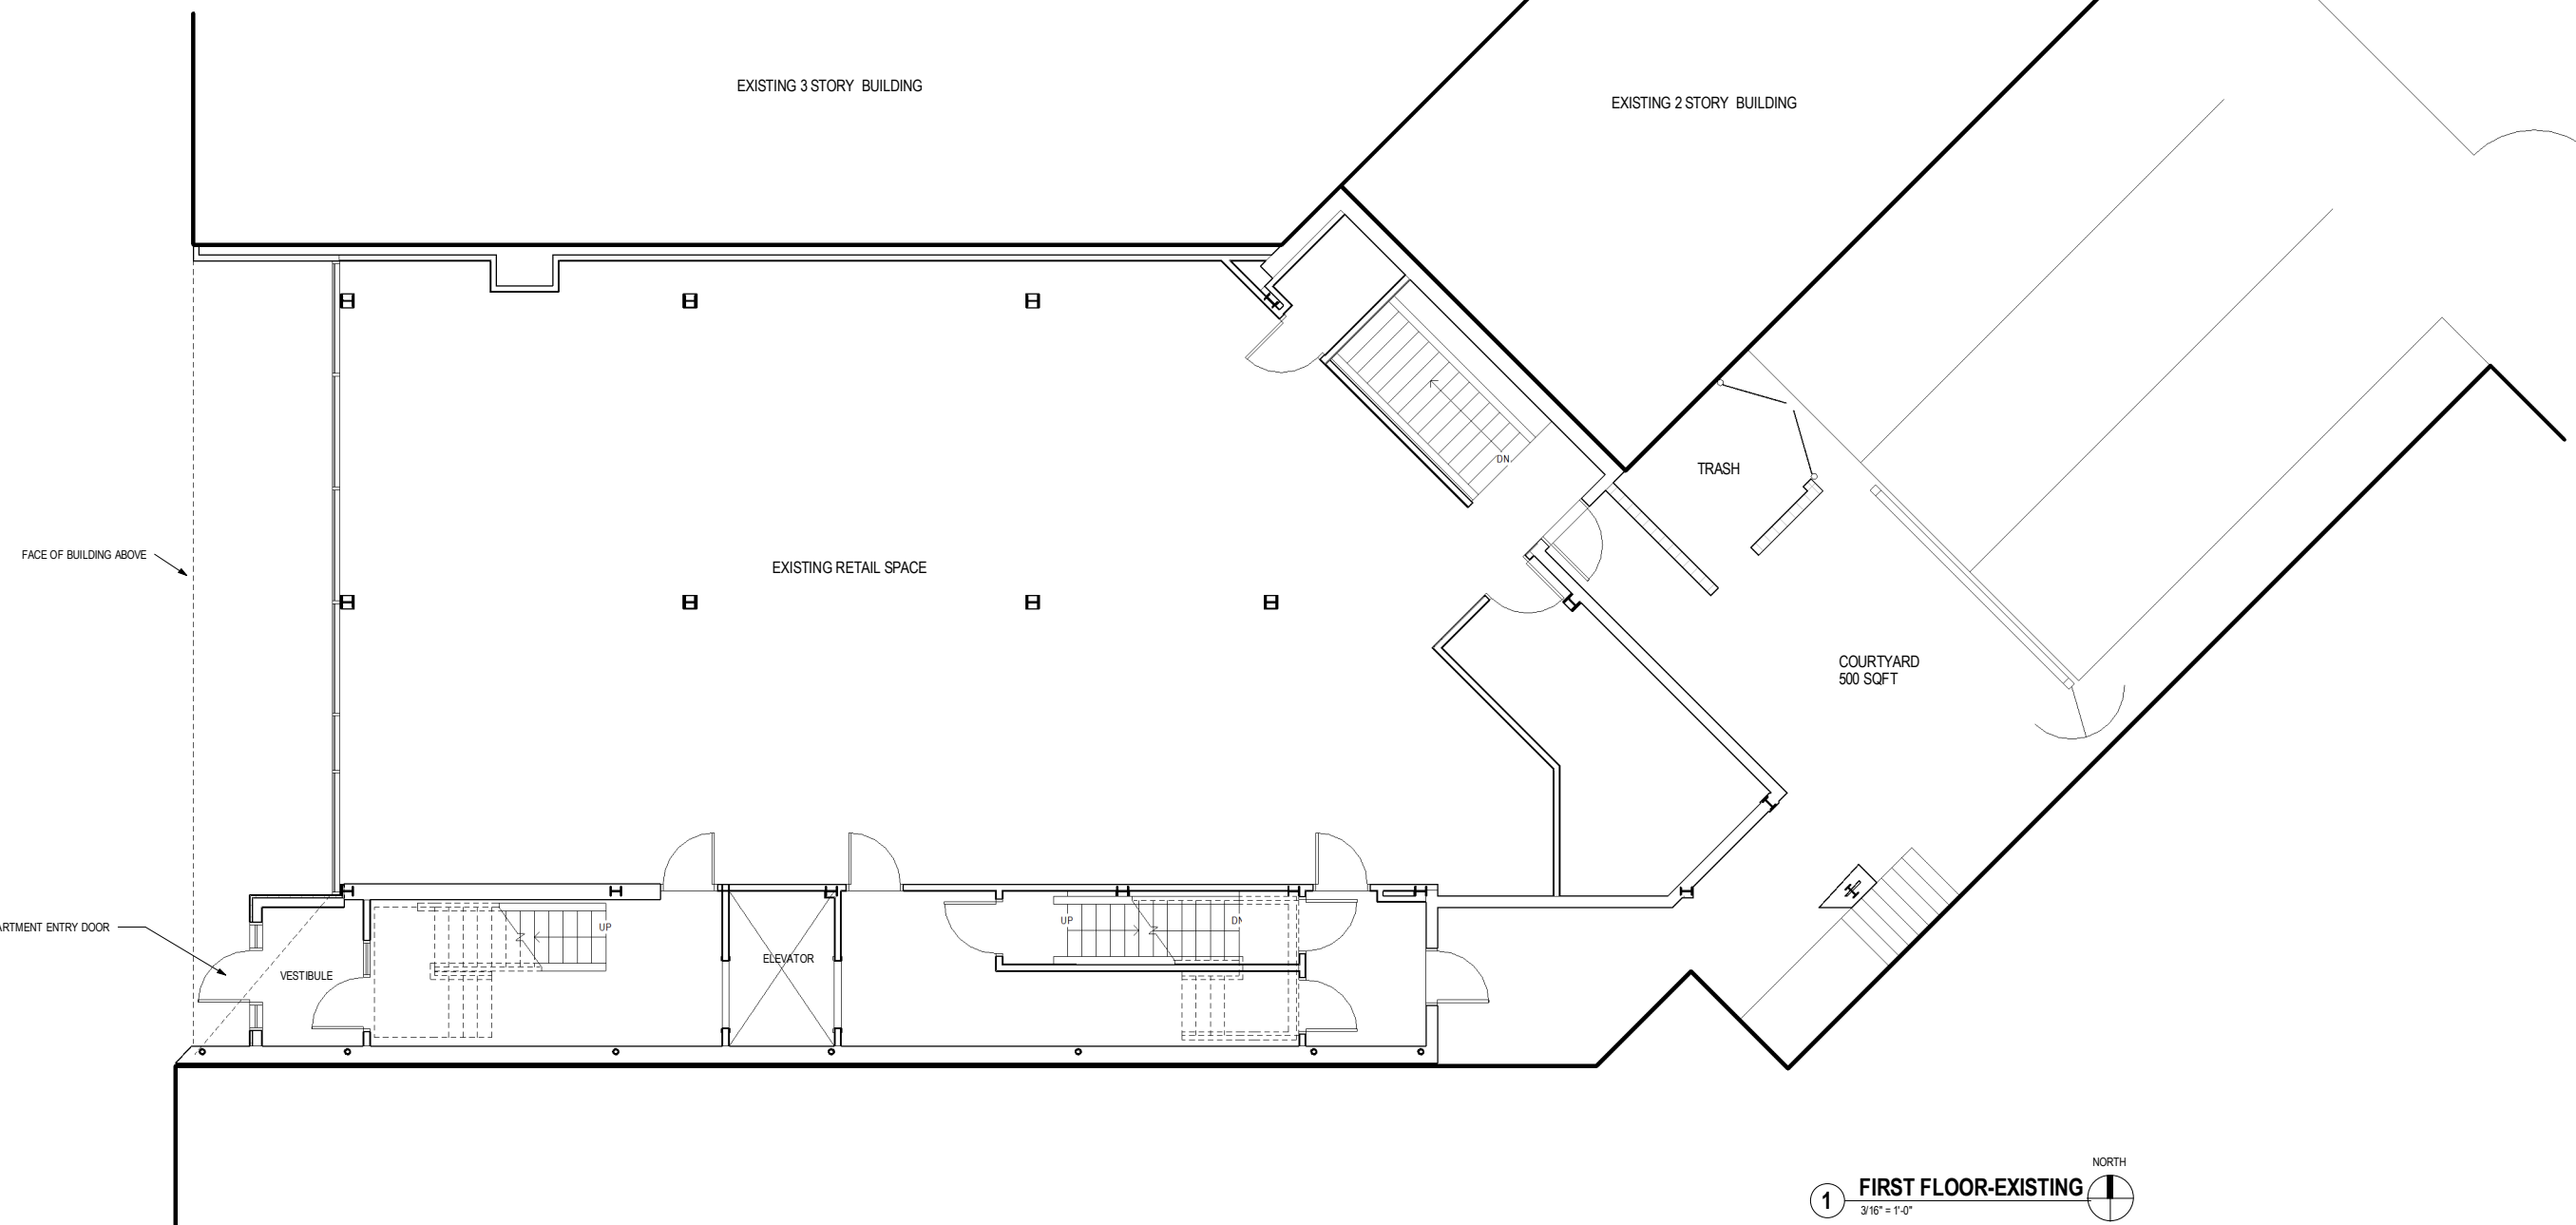 EXISTING 3 STORY BUILDING
EXISTING 2 STORY BUILDING
DN.
TRASH
FACE OF BUILDING ABOVE
EXISTING RETAIL SPACE
COURTYARD
500 SQFT
UP
DN
UP
ARTMENT ENTRY DOOR
ELEVATOR
VESTIBULE
NORTH
1
FIRST FLOOR-EXISTING
3/16" = 1'-0"